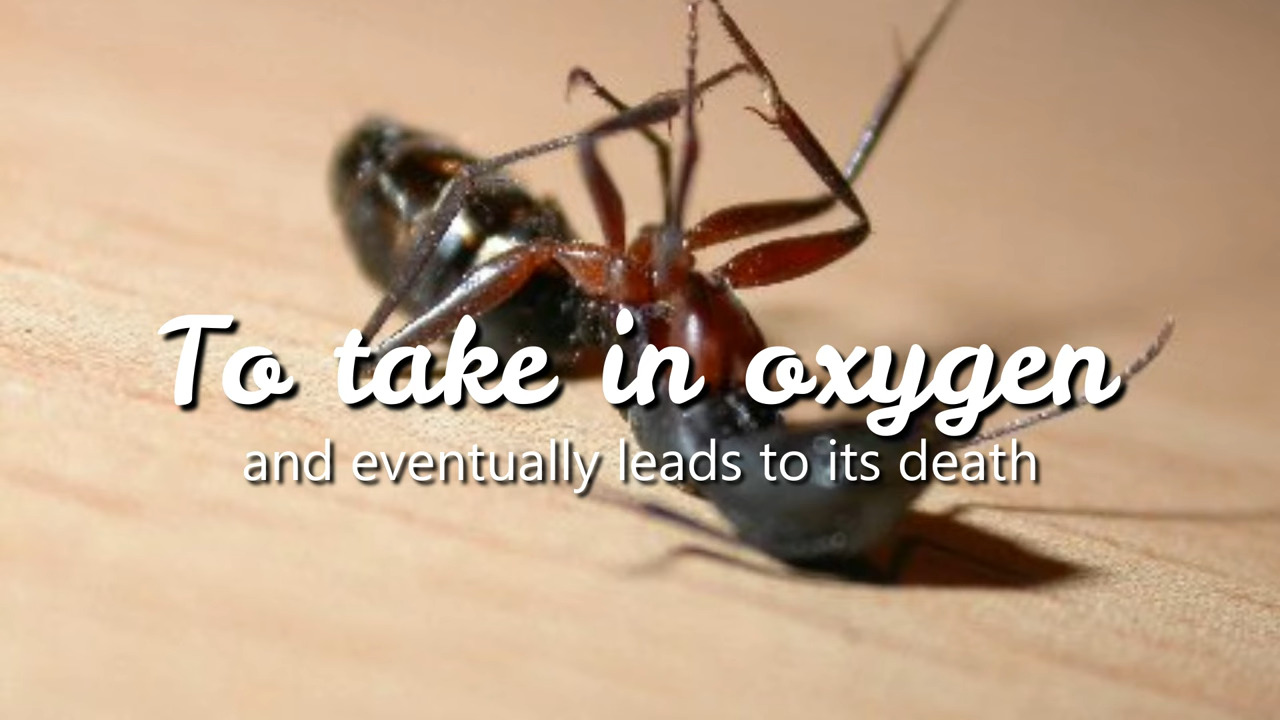 To take in oxygen
and eventually leads to its death